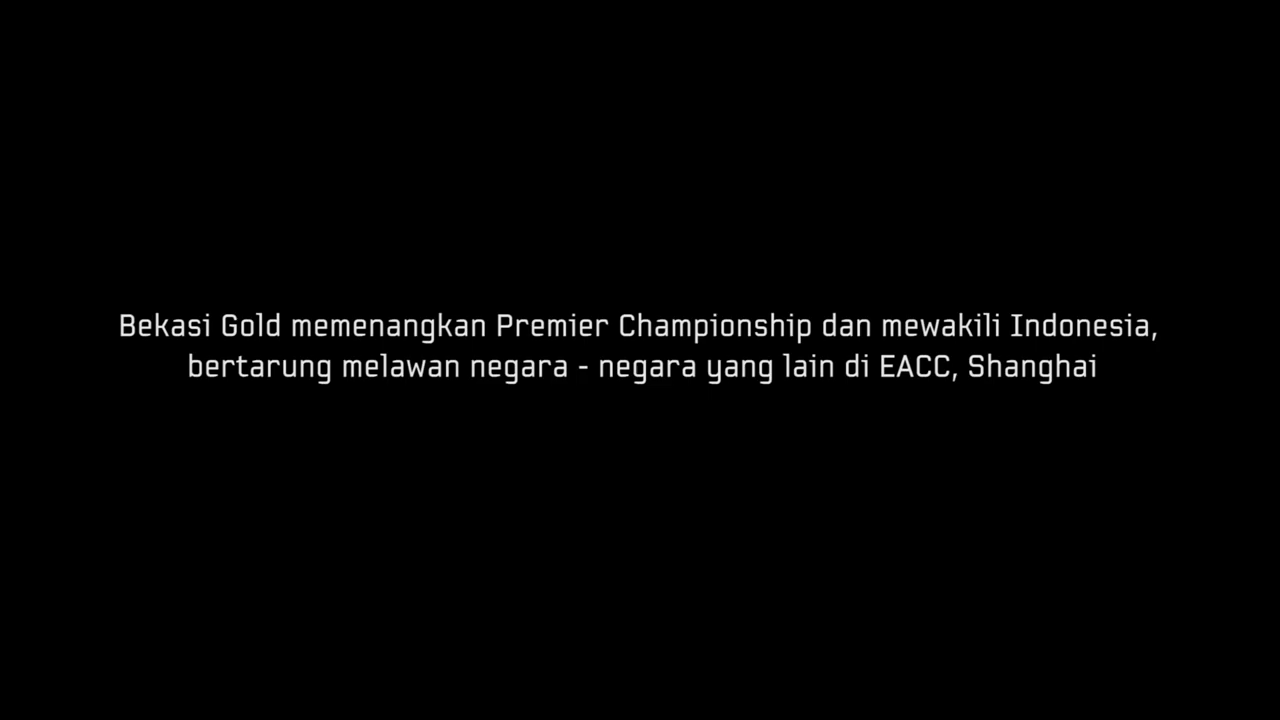 Bekasi Gold memenangkan Premier Championship dan mewakili Indonesia,
bertarung melawan negara - negara yang lain di EACC, Shanghai